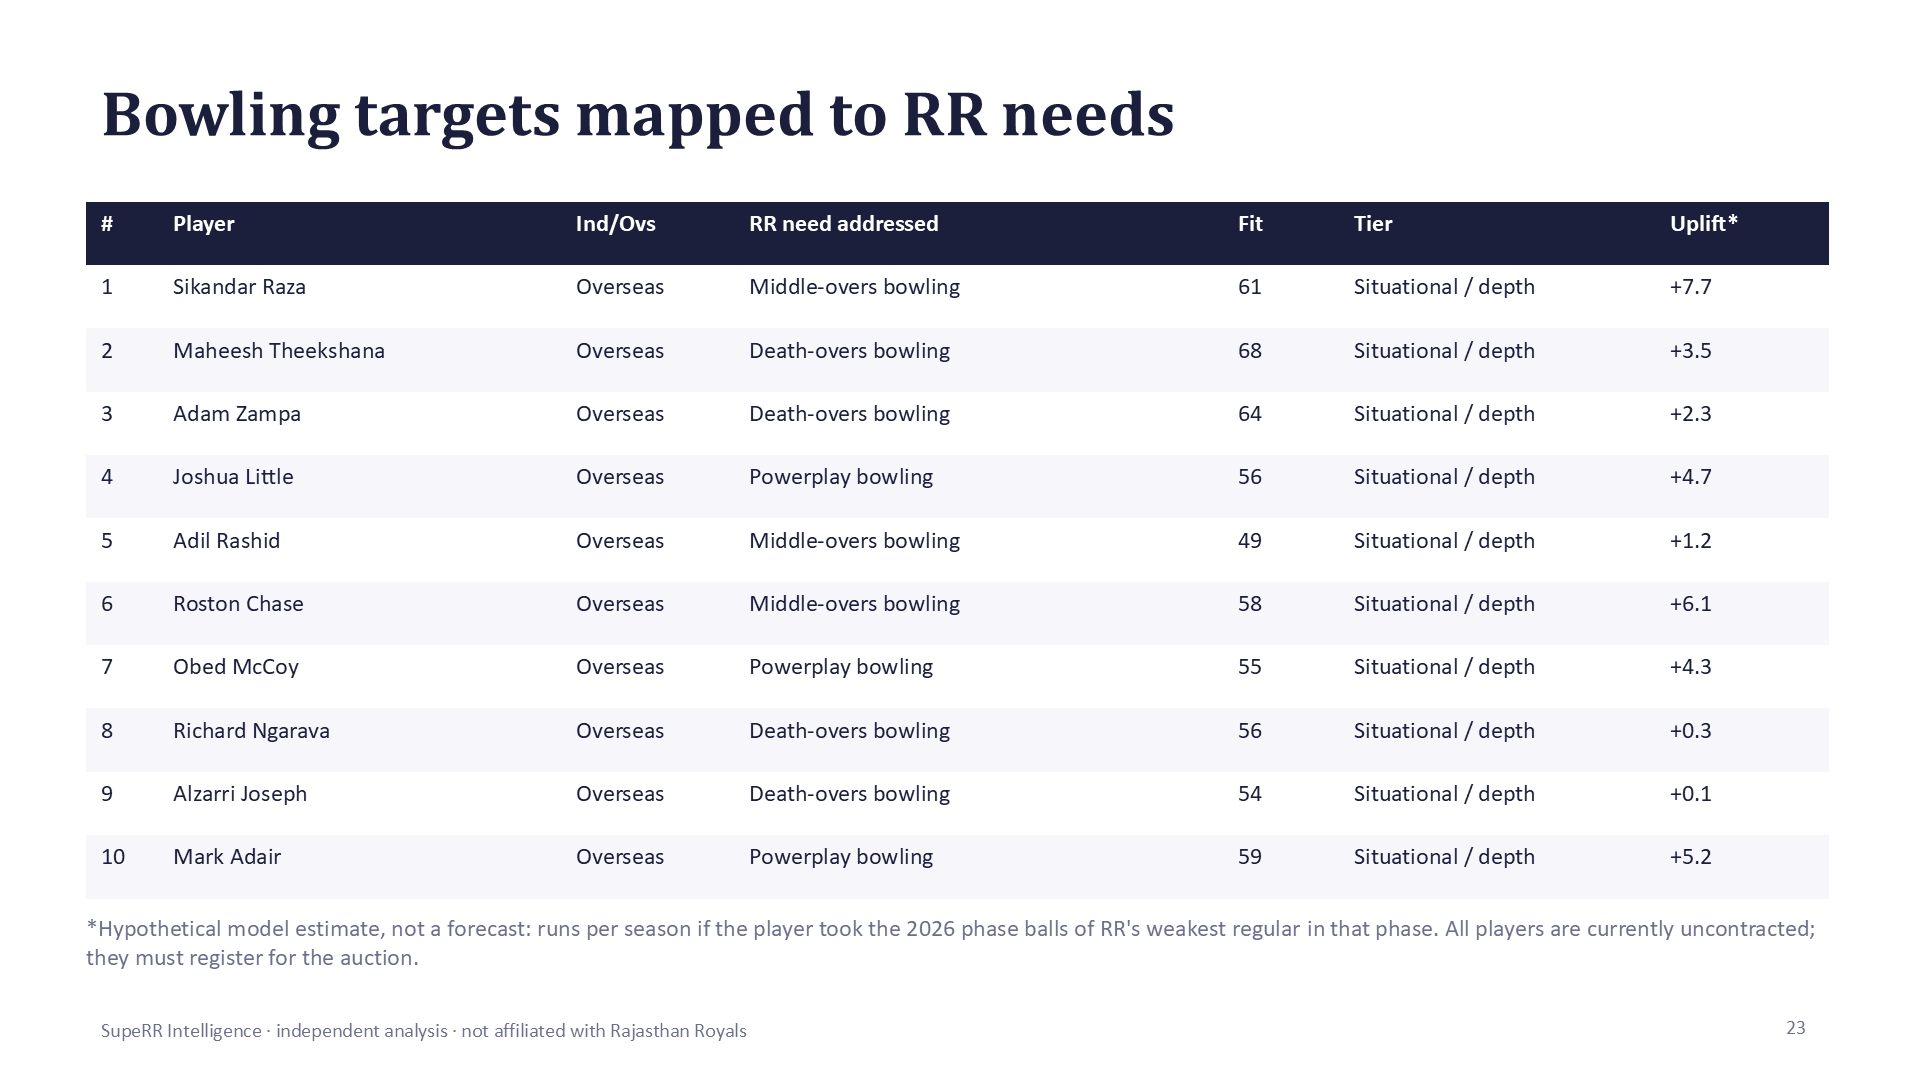 Bowling targets mapped to RR needs
# Player Ind/Ovs RR need addressed Fit Tier Uplift*
1 Sikandar Raza Overseas Middle-overs bowling 61 Situational / depth +7.7
2 Maheesh Theekshana Overseas Death-overs bowling 68 Situational / depth +3.5
3 Adam Zampa Overseas Death-overs bowling 64 Situational / depth +2.3
4 Joshua Little Overseas Powerplay bowling 56 Situational / depth +4.7
5 Adil Rashid Overseas Middle-overs bowling 49 Situational / depth +1.2
6 Roston Chase Overseas Middle-overs bowling 58 Situational / depth +6.1
7 Obed McCoy Overseas Powerplay bowling 55 Situational / depth +4.3
8 Richard Ngarava Overseas Death-overs bowling 56 Situational / depth +0.3
9 Alzarri Joseph Overseas Death-overs bowling 54 Situational / depth +0.1
10 Mark Adair Overseas Powerplay bowling 59 Situational / depth +5.2
*Hypothetical model estimate, not a forecast: runs per season if the player took the 2026 phase balls of RR's weakest regular in that phase. All players are currently uncontracted;
they must register for the auction.
SupeRR Intelligence · independent analysis · not affiliated with Rajasthan Royals
23